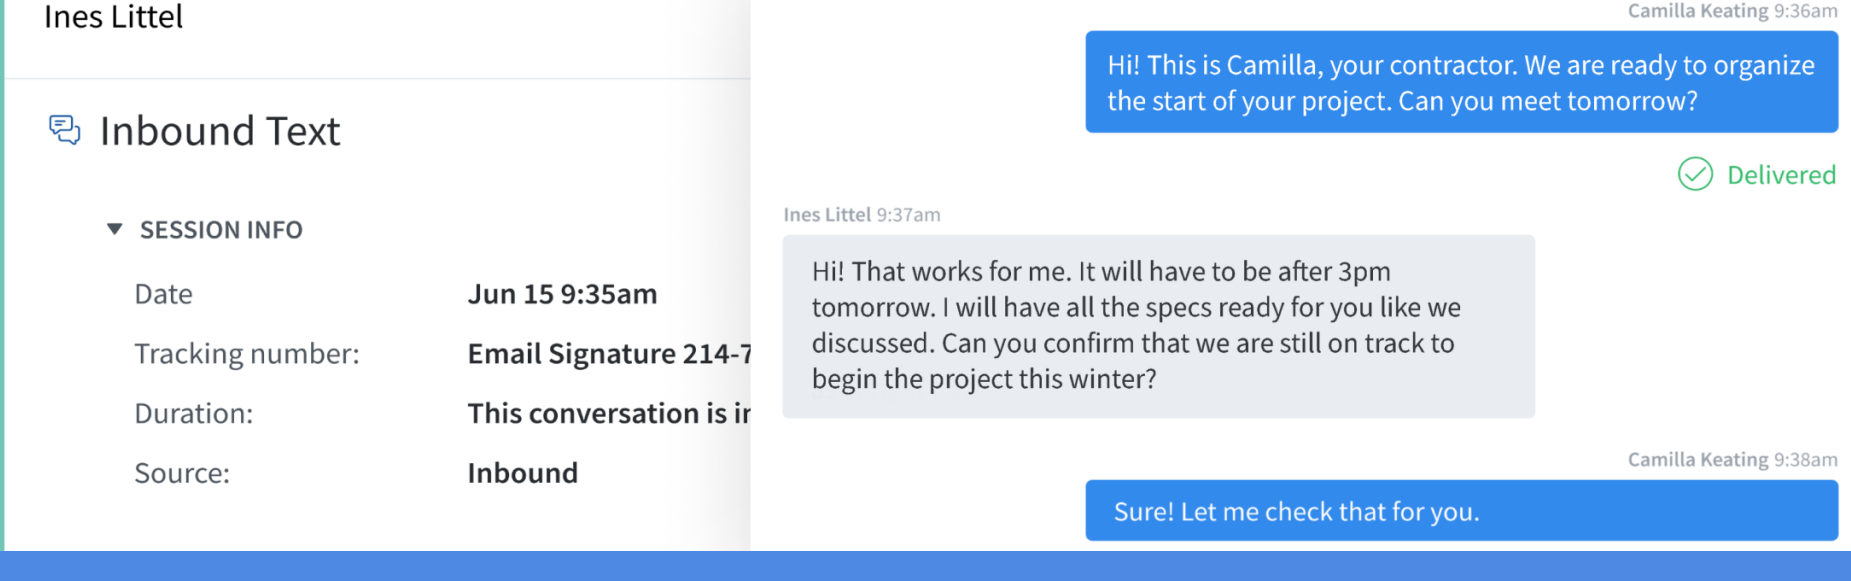 Ines Littel
Inbound Text
SESSION INFO
Date Jun 15 9:35am
Tracking number: Email Signature 214-7
Duration: This conversation is
Source: Inbound
Camilla Keating 9:36am
Hi! This is Camilla, your contractor. We are ready to organize
the start of your project. Can you meet tomorrow?
Delivered
Ines Littel 9:37am
Hi! That works for me. It will have to be after 3pm
tomorrow. I will have all the specs ready for you like we
discussed. Can you confirm that we are still on track to
begin the project this winter?
Camilla Keating 9:38am
Sure! Let me check that for you.